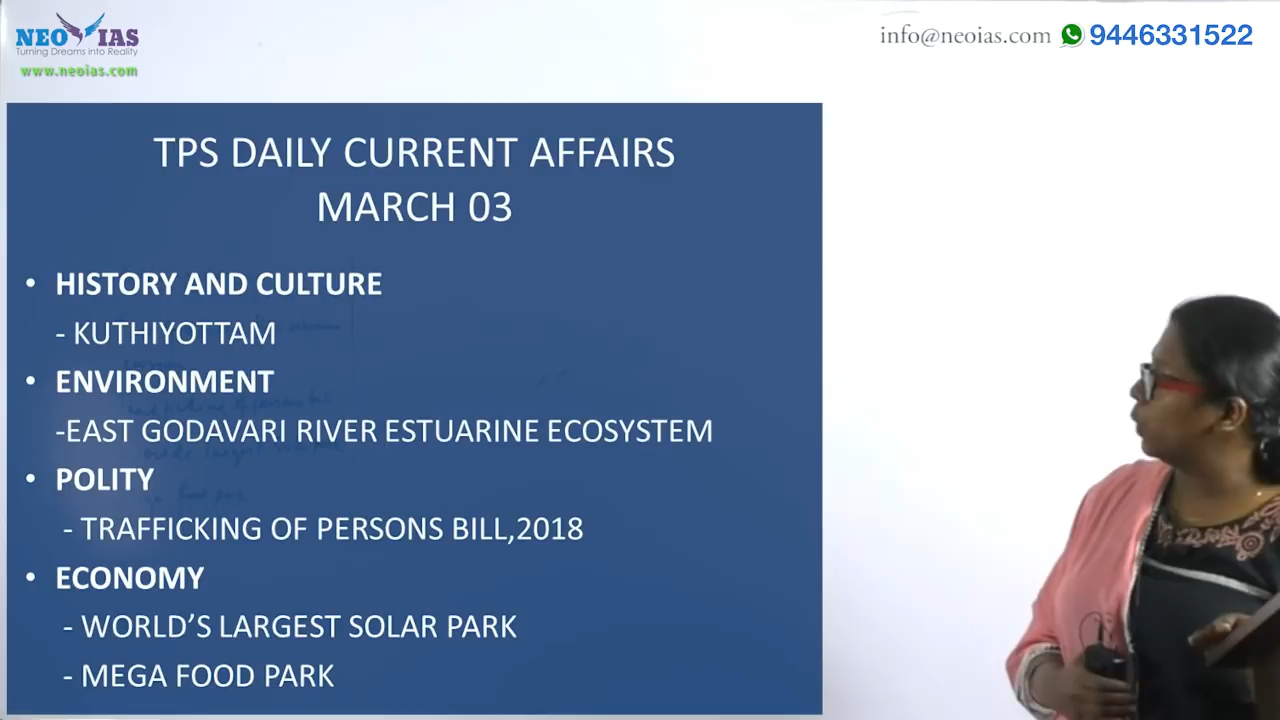 NEO IAS
Turning Dreams into Reality
www.neoias.com
info@neoias.com 9446331522
TPS DAILY CURRENT AFFAIRS
MARCH 03
• HISTORY AND CULTURE
- KUTHIYOTTAM
• ENVIRONMENT
-EAST GODAVARI RIVER ESTUARINE ECOSYSTEM
• POLITY
- TRAFFICKING OF PERSONS BILL,2018
• ECONOMY
- WORLD'S LARGEST SOLAR PARK
- MEGA FOOD PARK